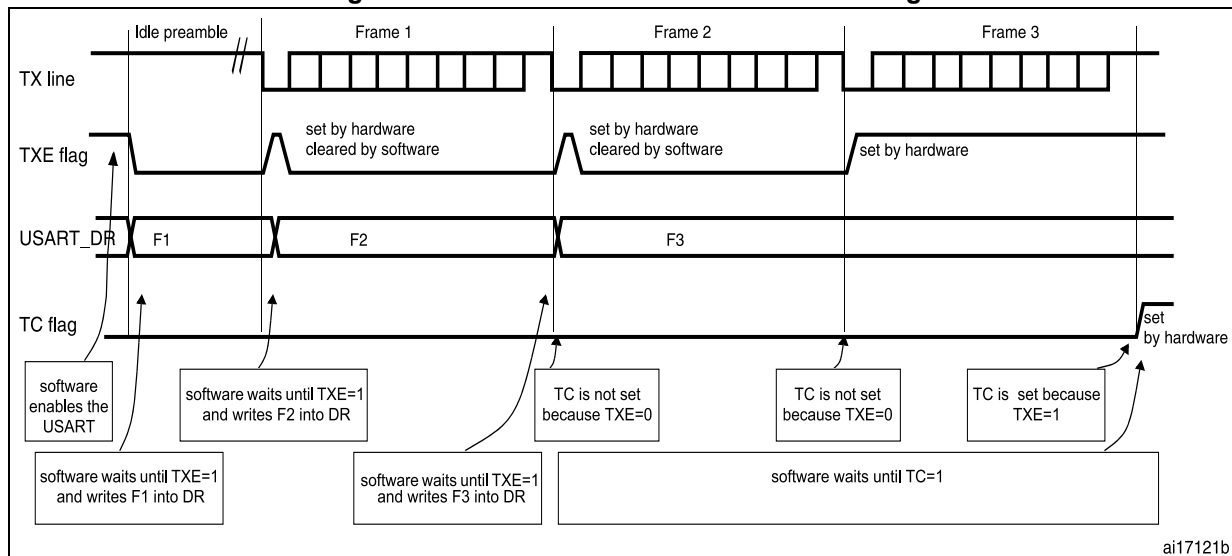 Idle preamble
Frame 1
Frame 2
Frame 3
TX line
TXE flag
set by hardware
cleared by software
set by hardware
cleared by software
set by hardware
USART_DR
F1
F2
F3
TC flag
set
by hardware
software
enables the
USART
software waits until TXE=1
and writes F2 into DR
TC is not set
because TXE=0
TC is not set
because TXE=0
TC is set because
TXE=1
software waits until TXE=1
and writes F1 into DR
software waits until TXE=1
and writes F3 into DR
software waits until TC=1
ai17121b